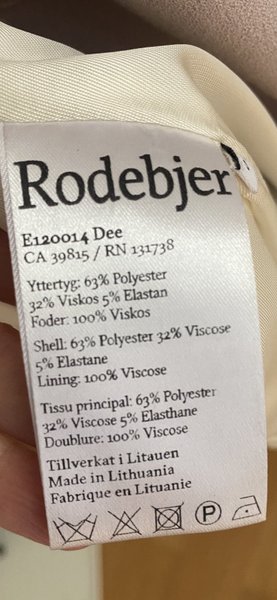 Rodebjer
E120014 Dee
CA 39815 / RN 131738
Yttertyg: 63% Polyester
32% Viskos 5% Elastan
Foder: 100% Viskos
Shell: 63% Polyester 32% Viscose
5% Elastane
Lining: 100% Viscose
Tissu principal: 63% Polyester
32% Viscose 5% Elasthane
Doublure: 100% Viscose
Tillverkat i Litauen
Made in Lithuania
Fabrique en Lituanie
P